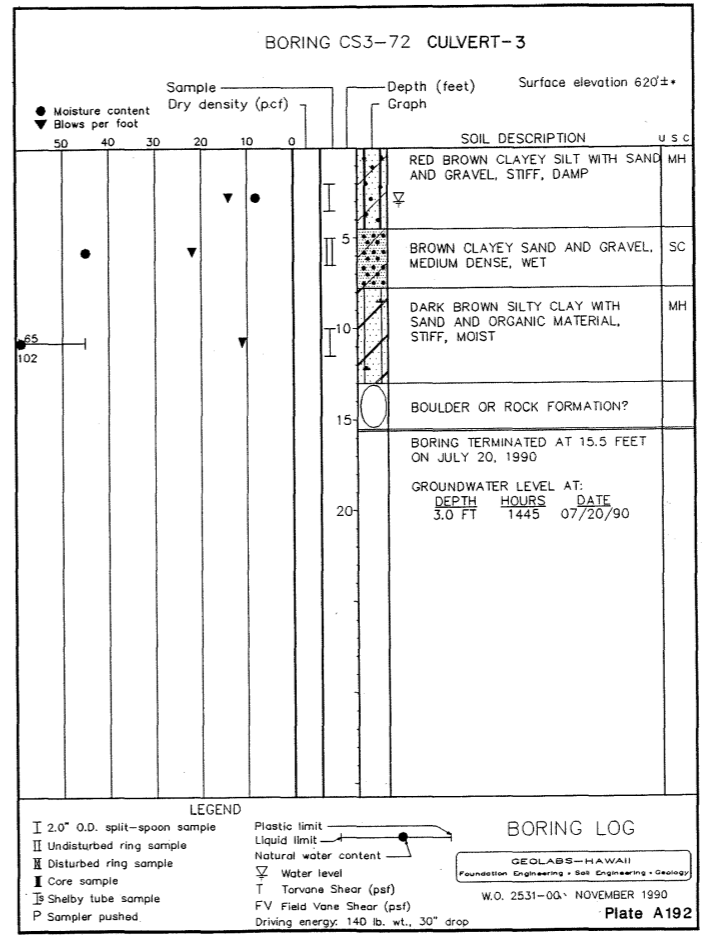 BORING CS3-72 CULVERT-3
Surface elevation 620'±*
Sample
Depth (feet)
Dry density (pcf)
Graph
● Moisture content
▼ Blows per foot
50 40 30 20 10 0
SOIL DESCRIPTION
U S C
RED BROWN CLAYEY SILT WITH SAND AND GRAVEL, STIFF, DAMP
MH
5
BROWN CLAYEY SAND AND GRAVEL, MEDIUM DENSE, WET
SC
DARK BROWN SILTY CLAY WITH SAND AND ORGANIC MATERIAL, STIFF, MOIST
MH
10
65
102
BOULDER OR ROCK FORMATION?
15
BORING TERMINATED AT 15.5 FEET
ON JULY 20, 1990
GROUNDWATER LEVEL AT:
DEPTH HOURS DATE
3.0 FT 1445 07/20/90
20
LEGEND
2.0" O.D. split-spoon sample
Undisturbed ring sample
Disturbed ring sample
Core sample
Shelby tube sample
P Sampler pushed
Plastic limit
Liquid limit
Natural water content
Water level
T Torvane Shear (psf)
FV Field Vane Shear (psf)
Driving energy: 140 lb. wt., 30" drop
BORING LOG
GEOLABS-HAWAII
Foundation Engineering • Soil Engineering • Geology
W.O. 2531-00 NOVEMBER 1990
Plate A192